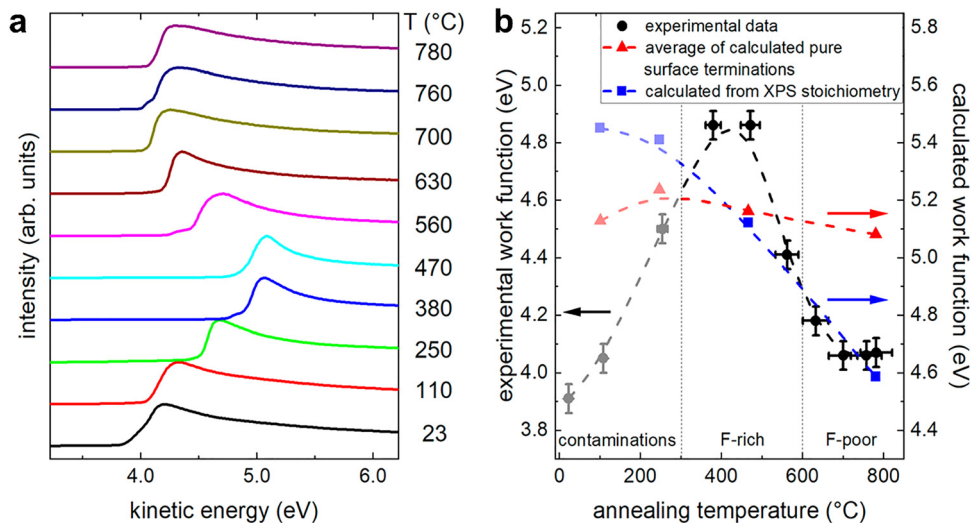 a
T (°C)
780
760
700
630
560
470
380
250
110
23
intensity (arb. units)
4.0
5.0
6.0
kinetic energy (eV)
b
experimental data
average of calculated pure
surface terminations
calculated from XPS stoichiometry
5.2
5.0
4.8
4.6
4.4
4.2
4.0
3.8
experimental work function (eV)
5.8
5.6
5.4
5.2
5.0
4.8
4.6
4.4
calculated work function (eV)
contaminations
F-rich
F-poor
0
200
400
600
800
annealing temperature (°C)